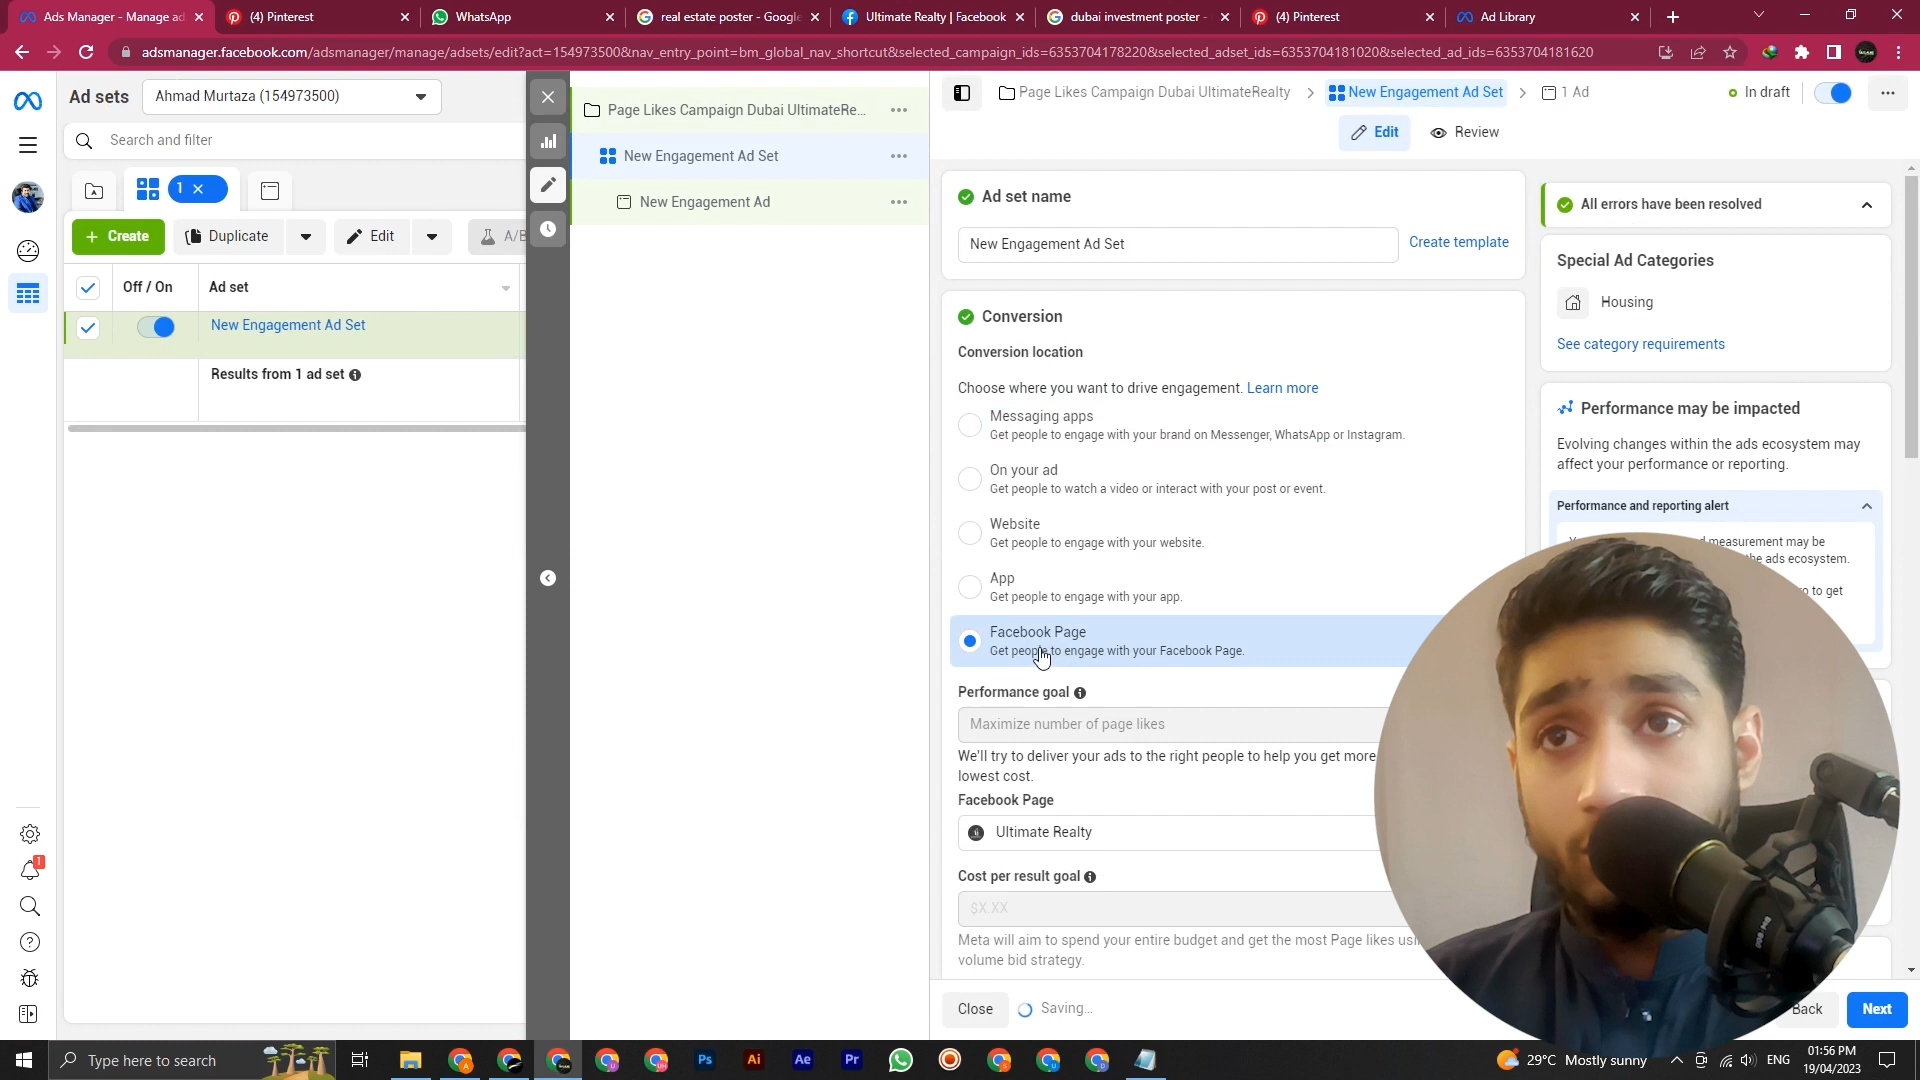 Ads Manager - Manage ad
(4) Pinterest
WhatsApp
real estate poster - Google
Ultimate Realty | Facebook
dubai investment poster -
(4) Pinterest
Ad Library
adsmanager.facebook.com/adsmanager/manage/adsets/edit?act=154973500&nav_entry_point=bm_global_nav_shortcut&selected_campaign_ids=6353704178220&selected_adset_ids=6353704181020&selected_ad_ids=6353704181620
Ad sets
Ahmad Murtaza (154973500)
Search and filter
1
Create
Duplicate
Edit
A/B
Off / On
Ad set
New Engagement Ad Set
Results from 1 ad set
1
Page Likes Campaign Dubai UltimateRe...
New Engagement Ad Set
New Engagement Ad
Page Likes Campaign Dubai UltimateRealty
New Engagement Ad Set
1 Ad
In draft
Edit
Review
Ad set name
New Engagement Ad Set
Create template
Conversion
Conversion location
Choose where you want to drive engagement. Learn more
Messaging apps
Get people to engage with your brand on Messenger, WhatsApp or Instagram.
On your ad
Get people to watch a video or interact with your post or event.
Website
Get people to engage with your website.
App
Get people to engage with your app.
Facebook Page
Get people to engage with your Facebook Page.
Performance goal
Maximize number of page likes
We'll try to deliver your ads to the right people to help you get more
lowest cost.
Facebook Page
Ultimate Realty
Cost per result goal
$X.XX
Meta will aim to spend your entire budget and get the most Page likes
volume bid strategy.
Close
Saving...
Back
Next
All errors have been resolved
Special Ad Categories
Housing
See category requirements
Performance may be impacted
Evolving changes within the ads ecosystem may
affect your performance or reporting.
Performance and reporting alert
measurement may be
the ads ecosystem.
to get
Type here to search
Ps
Ai
Ae
Pr
29°C Mostly sunny
ENG
01:56 PM
19/04/2023